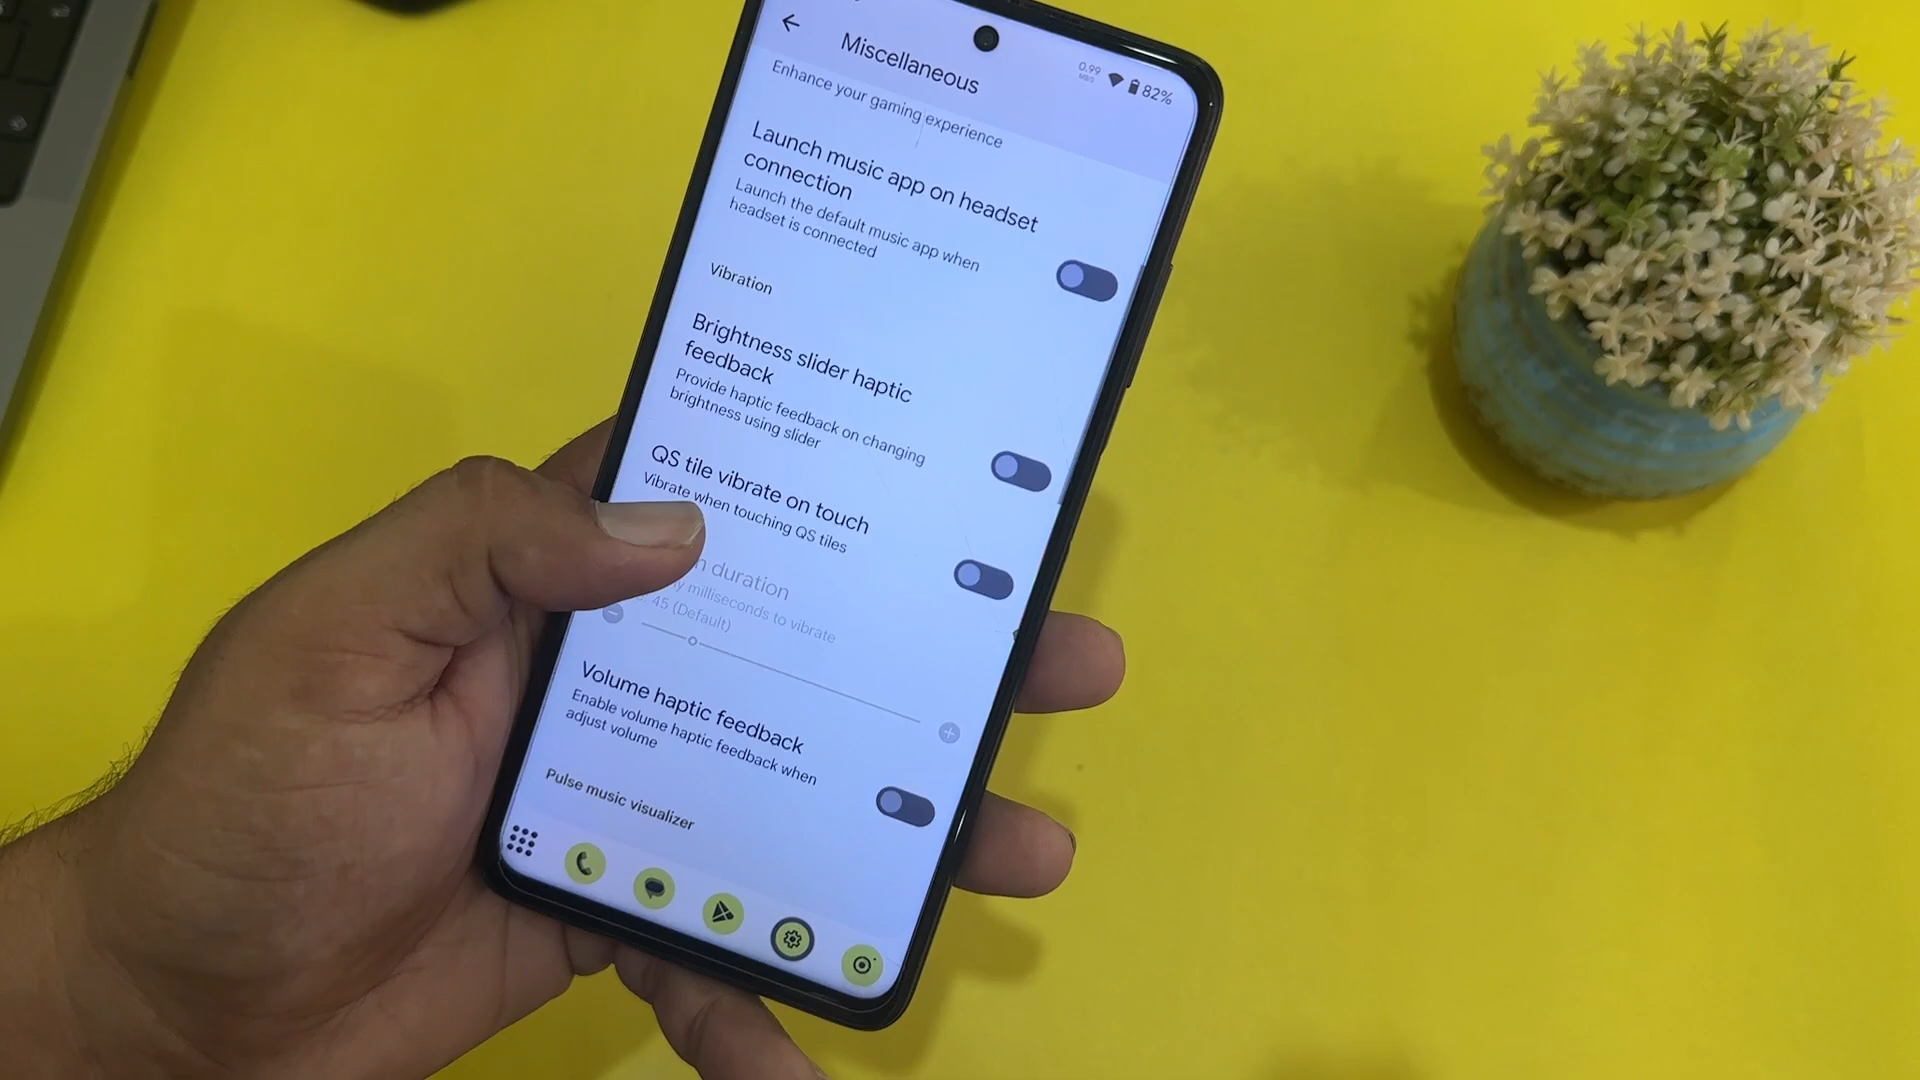 Miscellaneous
0.99
82%
Enhance your gaming experience
Launch music app on headset
connection
Launch the default music app when
headset is connected
Vibration
Brightness slider haptic
feedback
Provide haptic feedback on changing
brightness using slider
QS tile vibrate on touch
Vibrate when touching QS tiles
duration
milliseconds to vibrate
45 (Default)
Volume haptic feedback
Enable volume haptic feedback when
adjust volume
Pulse music visualizer